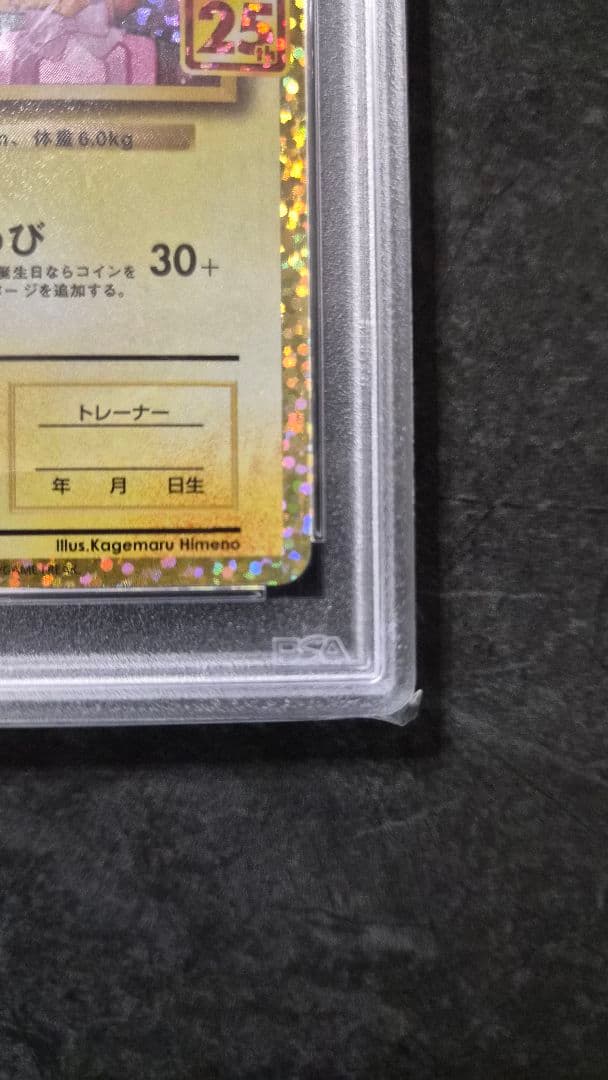 25th
、体重6.0kg
び
誕生日ならコインを 30+
ージを追加する。
トレーナー
年 月 日生
Illus.Kagemaru Himeno
PSA